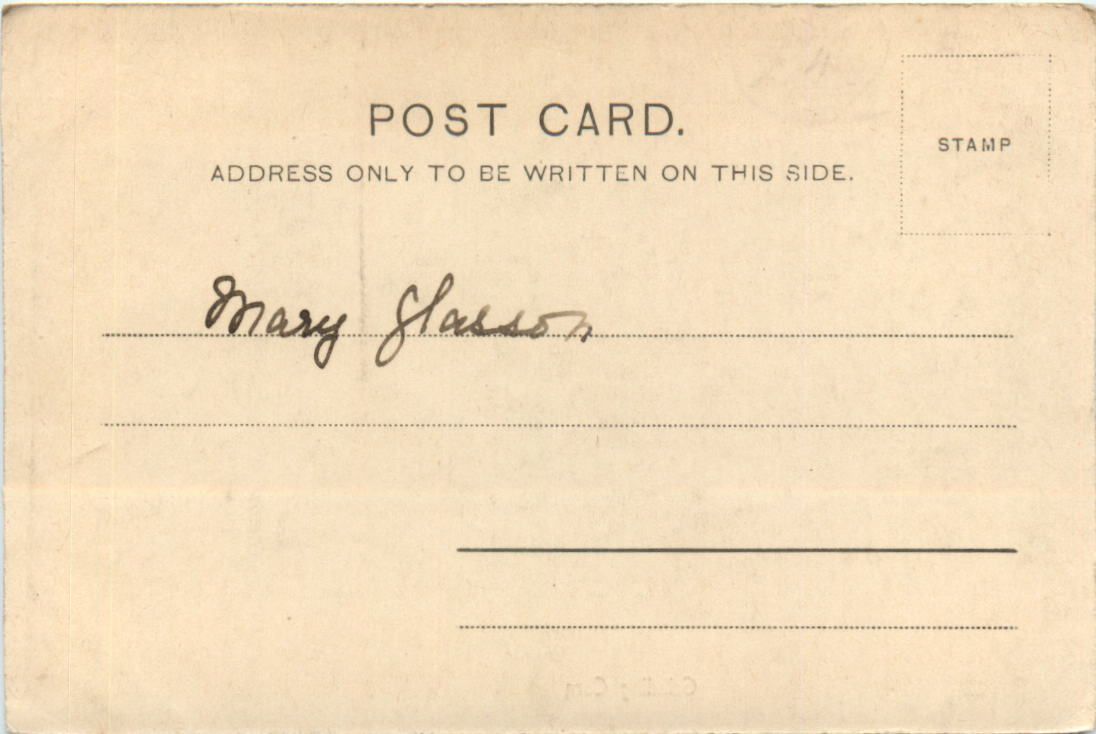 POST CARD.
STAMP
ADDRESS ONLY TO BE WRITTEN ON THIS SIDE.
Mary Glasson